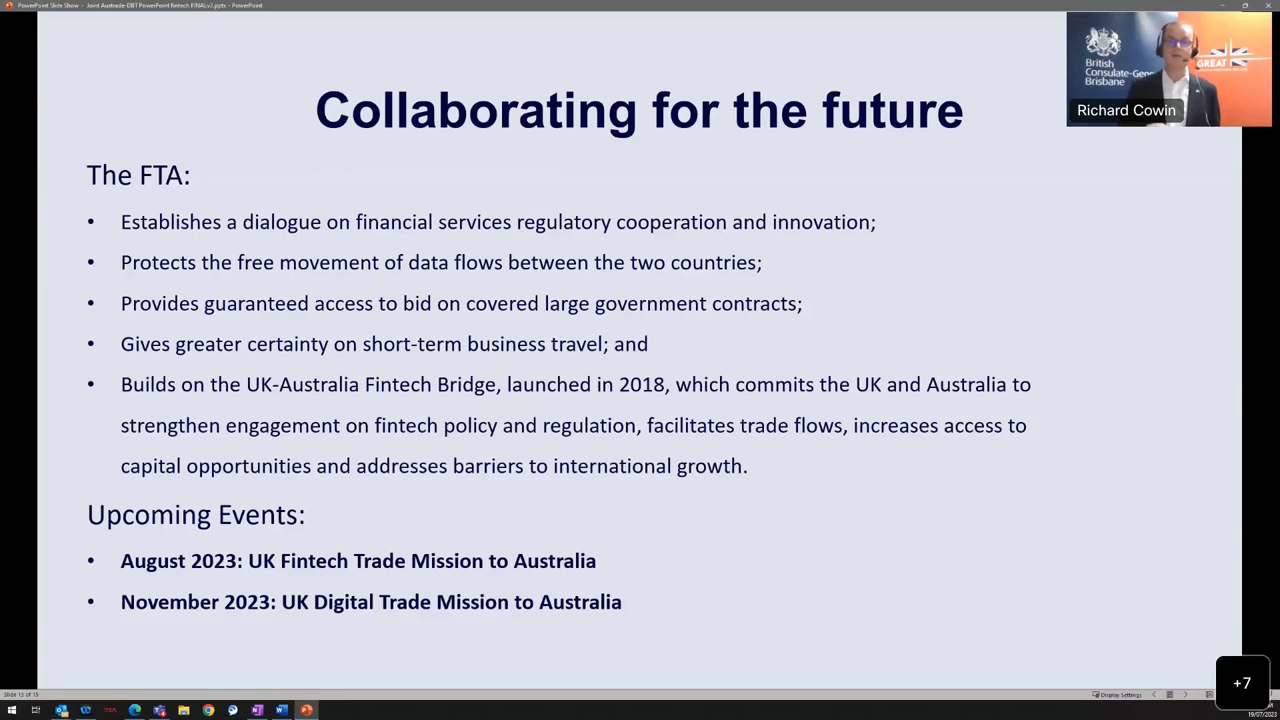 PowerPoint Slide Show - Joint Austrade-DBT PowerPoint fintech FINALv2.pptx - PowerPoint
British
Consulate-Gen
Brisbane
GREAT
Richard Cowin
Collaborating for the future
The FTA:
• Establishes a dialogue on financial services regulatory cooperation and innovation;
• Protects the free movement of data flows between the two countries;
• Provides guaranteed access to bid on covered large government contracts;
• Gives greater certainty on short-term business travel; and
• Builds on the UK-Australia Fintech Bridge, launched in 2018, which commits the UK and Australia to
strengthen engagement on fintech policy and regulation, facilitates trade flows, increases access to
capital opportunities and addresses barriers to international growth.
Upcoming Events:
• August 2023: UK Fintech Trade Mission to Australia
• November 2023: UK Digital Trade Mission to Australia
+7
Slide 13 of 15
Display Settings
19/07/2023